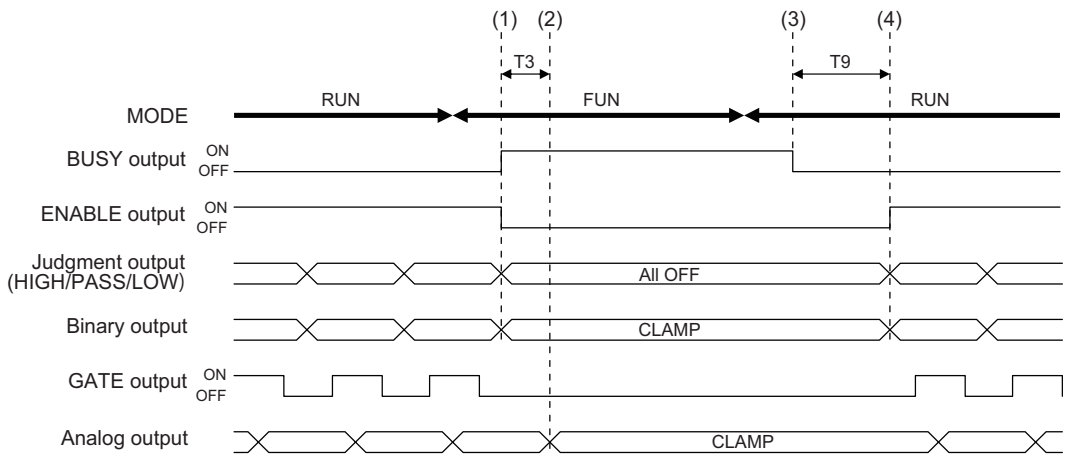 (1) (2) (3) (4)
T3 T9
MODE RUN FUN RUN
BUSY output ON
OFF
ENABLE output ON
OFF
Judgment output
(HIGH/PASS/LOW) All OFF
Binary output CLAMP
GATE output ON
OFF
Analog output CLAMP